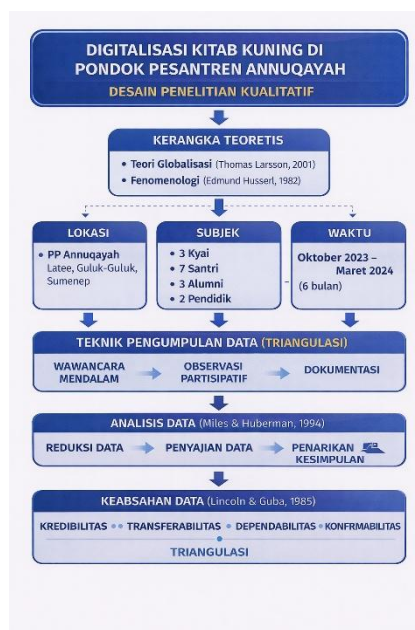 DIGITALISASI KITAB KUNING DI
PONDOK PESANTREN ANNUQAYAH
DESAIN PENELITIAN KUALITATIF
KERANGKA TEORETIS
• Teori Globalisasi (Thomas Larsson, 2001)
• Fenomenologi (Edmund Husserl, 1982)
LOKASI
• PP Annuqayah
Latee, Guluk-Guluk,
Sumenep
SUBJEK
• 3 Kyai
• 7 Santri
• 3 Alumni
• 2 Pendidik
WAKTU
Oktober 2023 –
Maret 2024
(6 bulan)
TEKNIK PENGUMPULAN DATA (TRIANGULASI)
WAWANCARA
MENDALAM
OBSERVASI
PARTISIPATIF
DOKUMENTASI
ANALISIS DATA (Miles & Huberman, 1994)
REDUKSI DATA
PENYAJIAN DATA
PENARIKAN
KESIMPULAN
KEABSAHAN DATA (Lincoln & Guba, 1985)
KREDIBILITAS •• TRANSFERABILITAS • DEPENDABILITAS • KONFRMABILITAS
TRIANGULASI